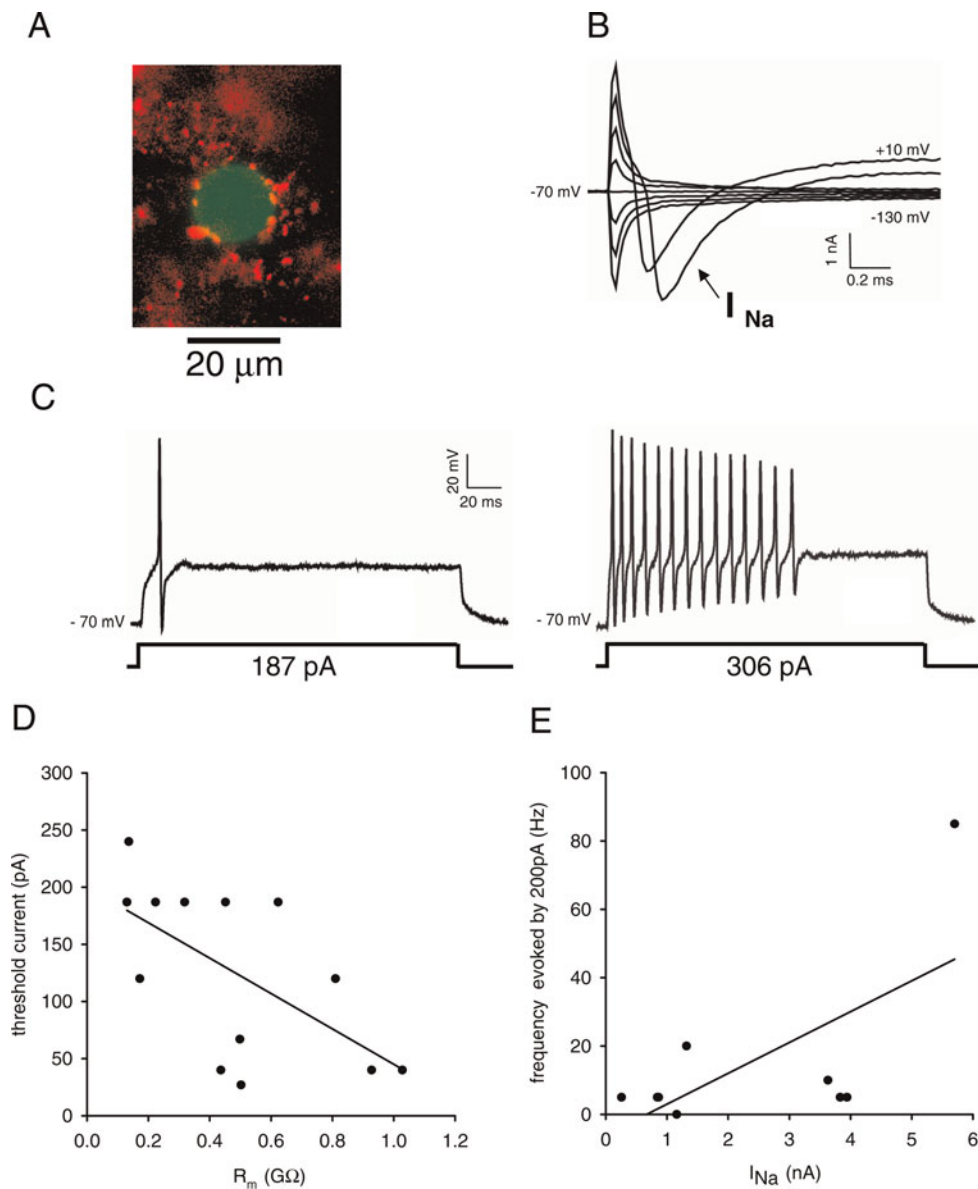 A
20 μm
B
+10 mV
-70 mV
-130 mV
1 nA
0.2 ms
I Na
C
20 mV
20 ms
- 70 mV
187 pA
- 70 mV
306 pA
D
threshold current (pA)
300
250
200
150
100
50
0
0.0 0.2 0.4 0.6 0.8 1.0 1.2
Rm (GΩ)
E
frequency evoked by 200pA (Hz)
100
80
60
40
20
0
0 1 2 3 4 5 6
INa (nA)